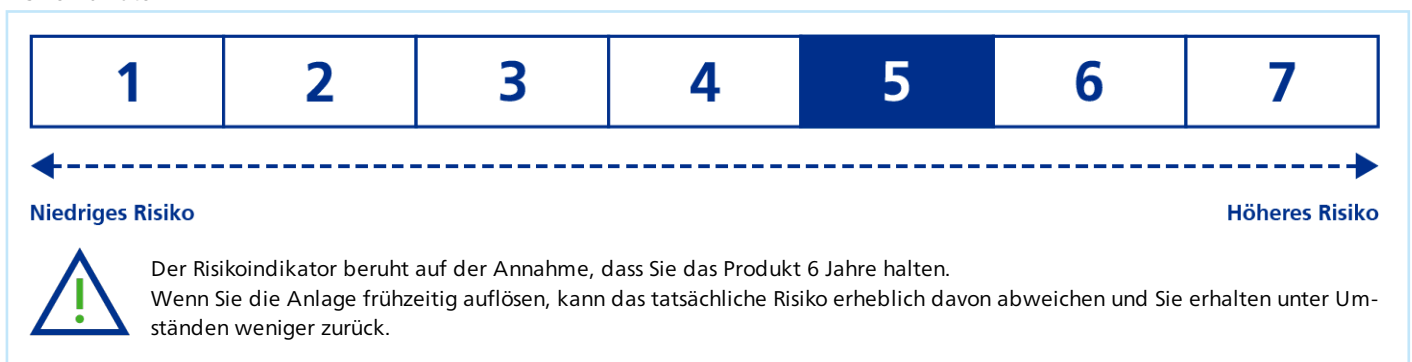 1 2 3 4 5 6 7
Niedriges Risiko Höheres Risiko
Der Risikoindikator beruht auf der Annahme, dass Sie das Produkt 6 Jahre halten.
Wenn Sie die Anlage frühzeitig auflösen, kann das tatsächliche Risiko erheblich davon abweichen und Sie erhalten unter Um-
ständen weniger zurück.